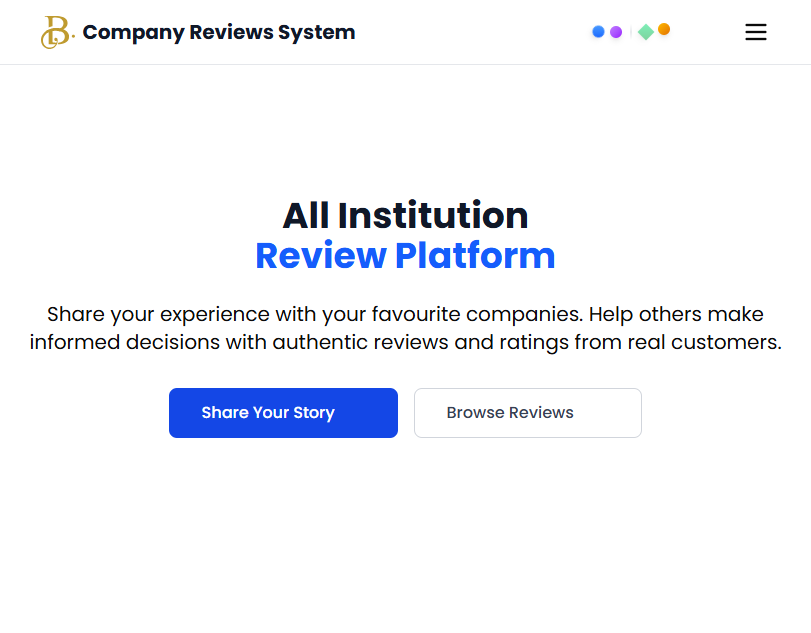 B.
Company Reviews System
All Institution
Review Platform
Share your experience with your favourite companies. Help others make
informed decisions with authentic reviews and ratings from real customers.
Share Your Story
Browse Reviews